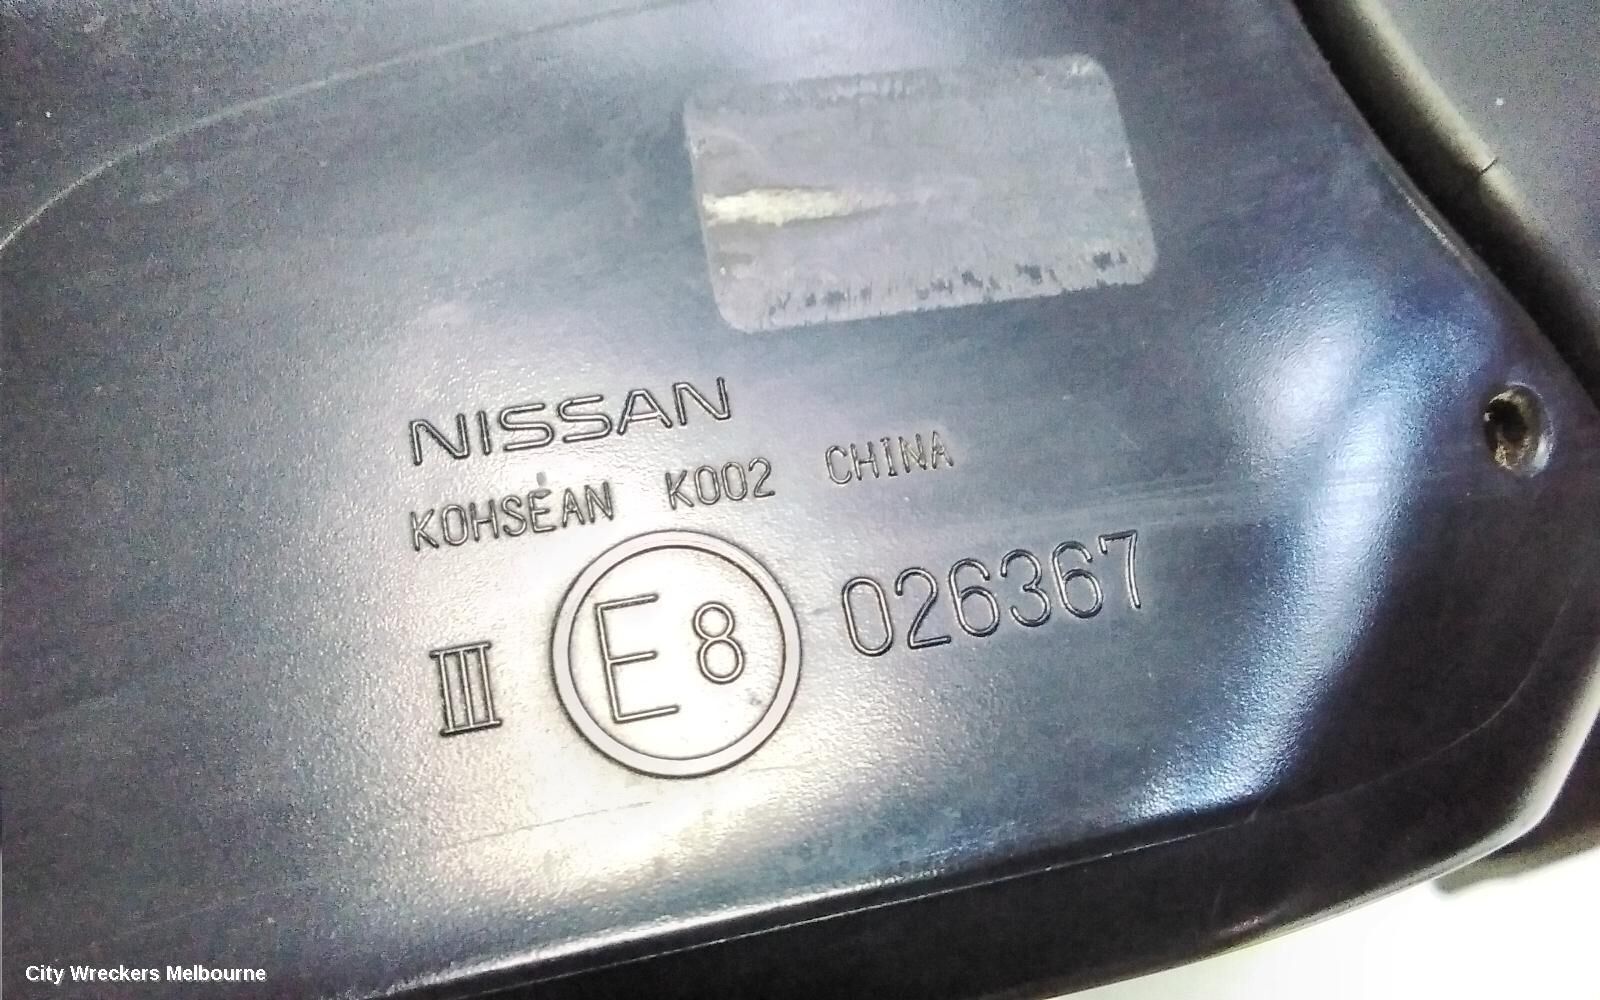 NISSAN
KOHSEAN K002 CHINA
III E8 026367
City Wreckers Melbourne